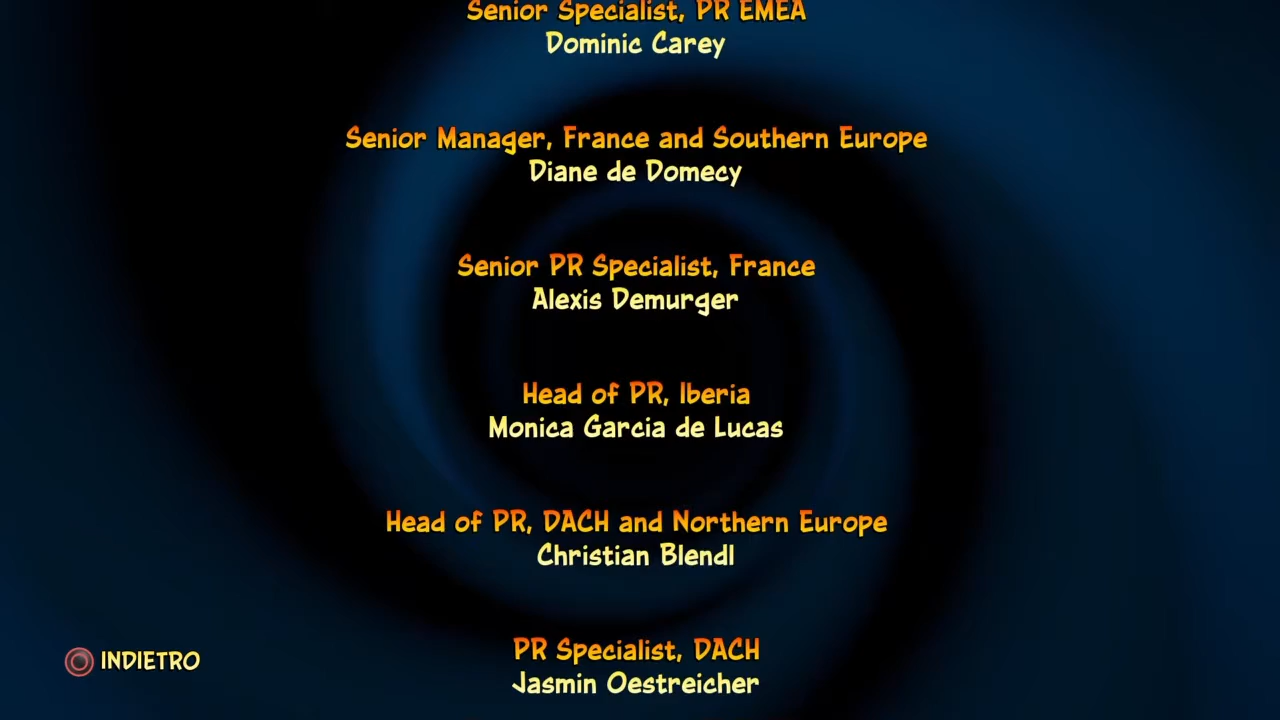 Senior Specialist, PR EMEA
Dominic Carey
Senior Manager, France and Southern Europe
Diane de Domecy
Senior PR Specialist, France
Alexis Demurger
Head of PR, Iberia
Monica Garcia de Lucas
Head of PR, DACH and Northern Europe
Christian Blendl
PR Specialist, DACH
Jasmin Oestreicher
INDIETRO